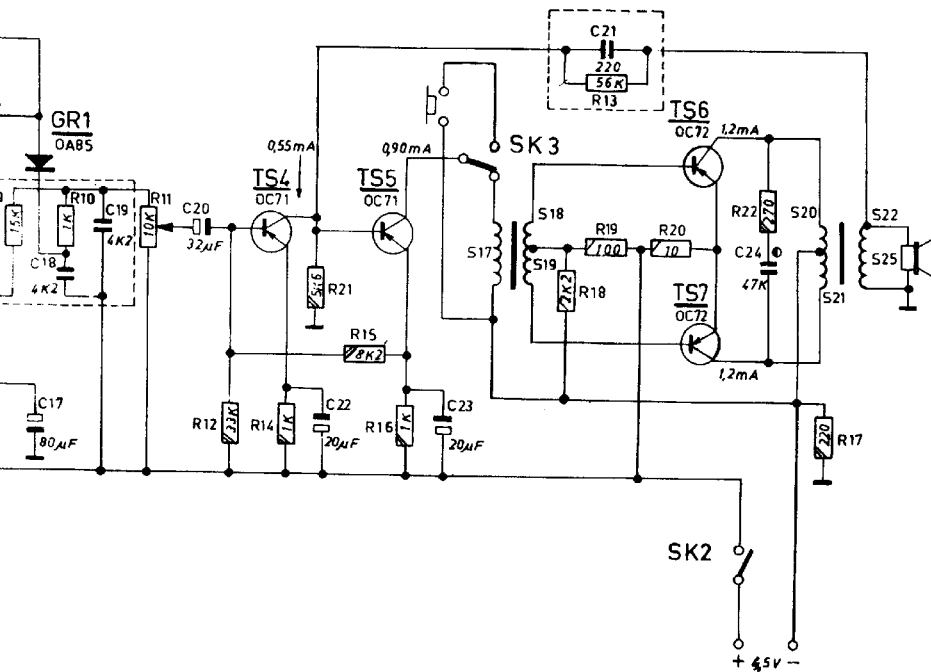 C21
220
56K
R13
GR1
OA85
TS6
OC72
1,2mA
0,55mA
0,90mA
SK3
TS4
OC71
TS5
OC71
R10
1K
C19
4K2
R11
10K
C20
32µF
15K
C18
4K2
R21
R15
8K2
S17
S18
S19
R19
100
R20
10
R18
2K2
R22
270
C24
47K
S20
S21
S22
S25
TS7
OC72
1,2mA
C17
80µF
R12
33K
R14
1K
C22
20µF
R16
1K
C23
20µF
R17
220
SK2
+ 4,5V −